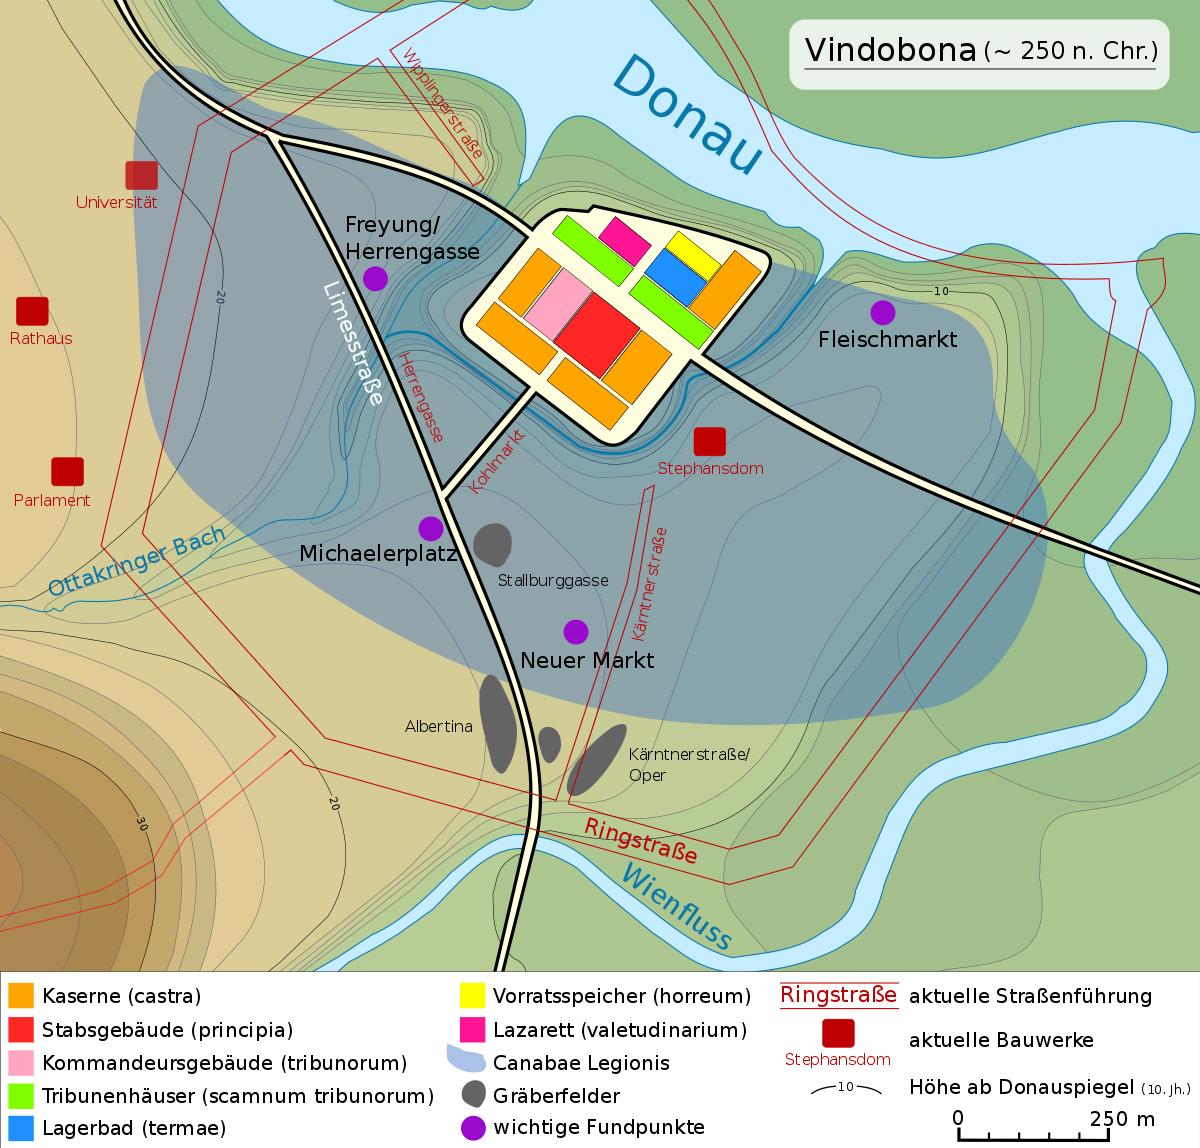 Vindobona (~ 250 n. Chr.)
Donau
Wipplingerstraße
Universität
Freyung/
Herrengasse
20
Rathaus
Limesstraße
Herrengasse
10
Fleischmarkt
Kohlmarkt
Stephansdom
Parlament
Ottakringer Bach
Michaelerplatz
Stallburggasse
Kärntnerstraße
Neuer Markt
Albertina
Kärntnerstraße/
Oper
20
30
Ringstraße
Wienfluss
Kaserne (castra)
Stabsgebäude (principia)
Kommandeursgebäude (tribunorum)
Tribunenhäuser (scamnum tribunorum)
Lagerbad (termae)
Vorratsspeicher (horreum)
Lazarett (valetudinarium)
Canabae Legionis
Gräberfelder
wichtige Fundpunkte
Ringstraße aktuelle Straßenführung
aktuelle Bauwerke
Stephansdom
10 Höhe ab Donauspiegel (10. Jh.)
0 250 m